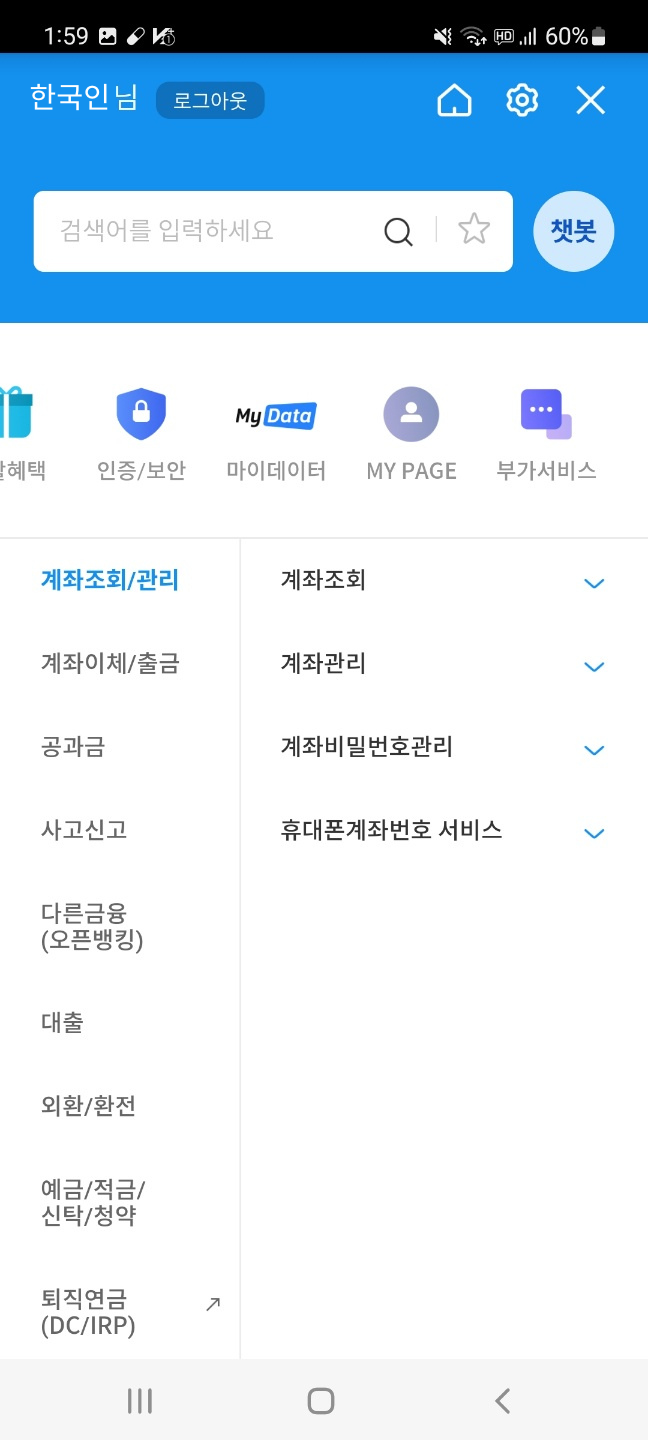 1:59 HD 60%
한국인님 로그아웃
검색어를 입력하세요 챗봇
My Data
혜택 인증/보안 마이데이터 MY PAGE 부가서비스
계좌조회/관리 계좌조회
계좌이체/출금 계좌관리
공과금 계좌비밀번호관리
사고신고 휴대폰계좌번호 서비스
다른금융
(오픈뱅킹)
대출
외환/환전
예금/적금/
신탁/청약
퇴직연금
(DC/IRP)